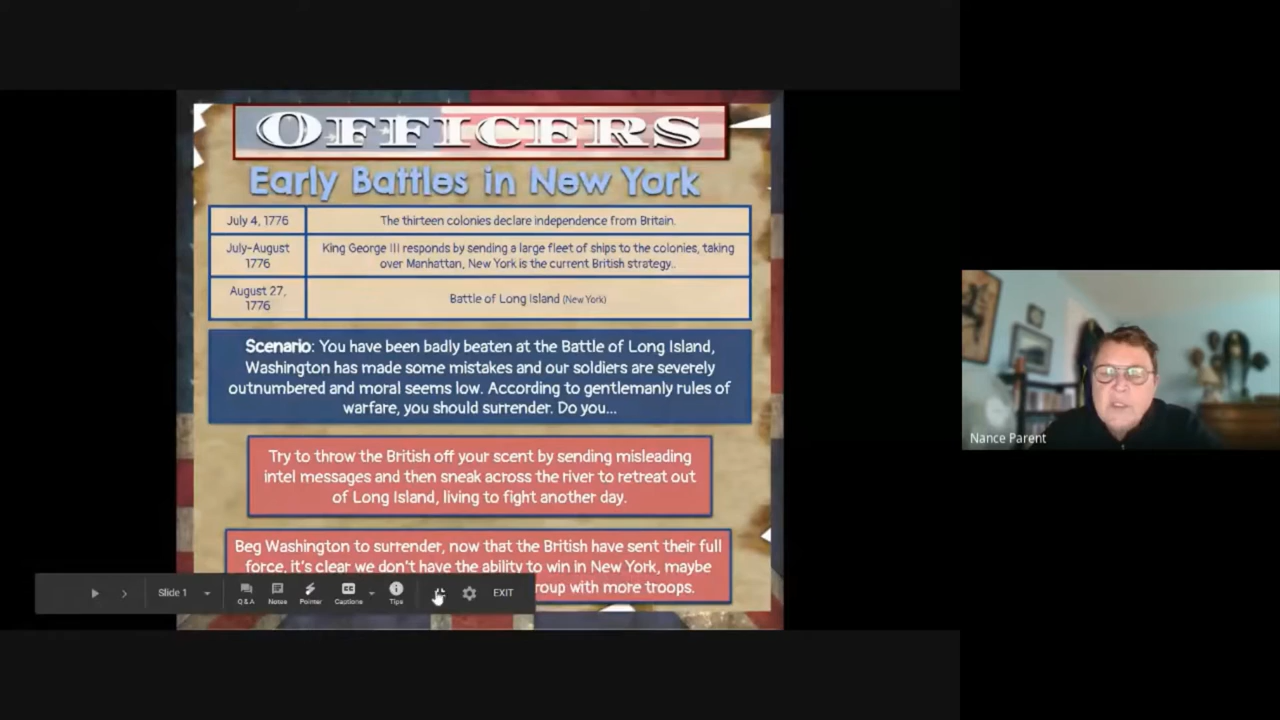 OFFICERS
Early Battles in New York
July 4, 1776
The thirteen colonies declare independence from Britain.
July-August
1776
King George III responds by sending a large fleet of ships to the colonies, taking
over Manhattan, New York is the current British strategy..
August 27,
1776
Battle of Long Island (New York)
Scenario: You have been badly beaten at the Battle of Long Island,
Washington has made some mistakes and our soldiers are severely
outnumbered and moral seems low. According to gentlemanly rules of
warfare, you should surrender. Do you...
Try to throw the British off your scent by sending misleading
intel messages and then sneak across the river to retreat out
of Long Island, living to fight another day.
Beg Washington to surrender, now that the British have sent their full
force, it's clear we don't have the ability to win in New York, maybe
roup with more troops.
Slide 1
Q&A
Notes
Pointer
Captions
Tips
EXIT
Nance Parent